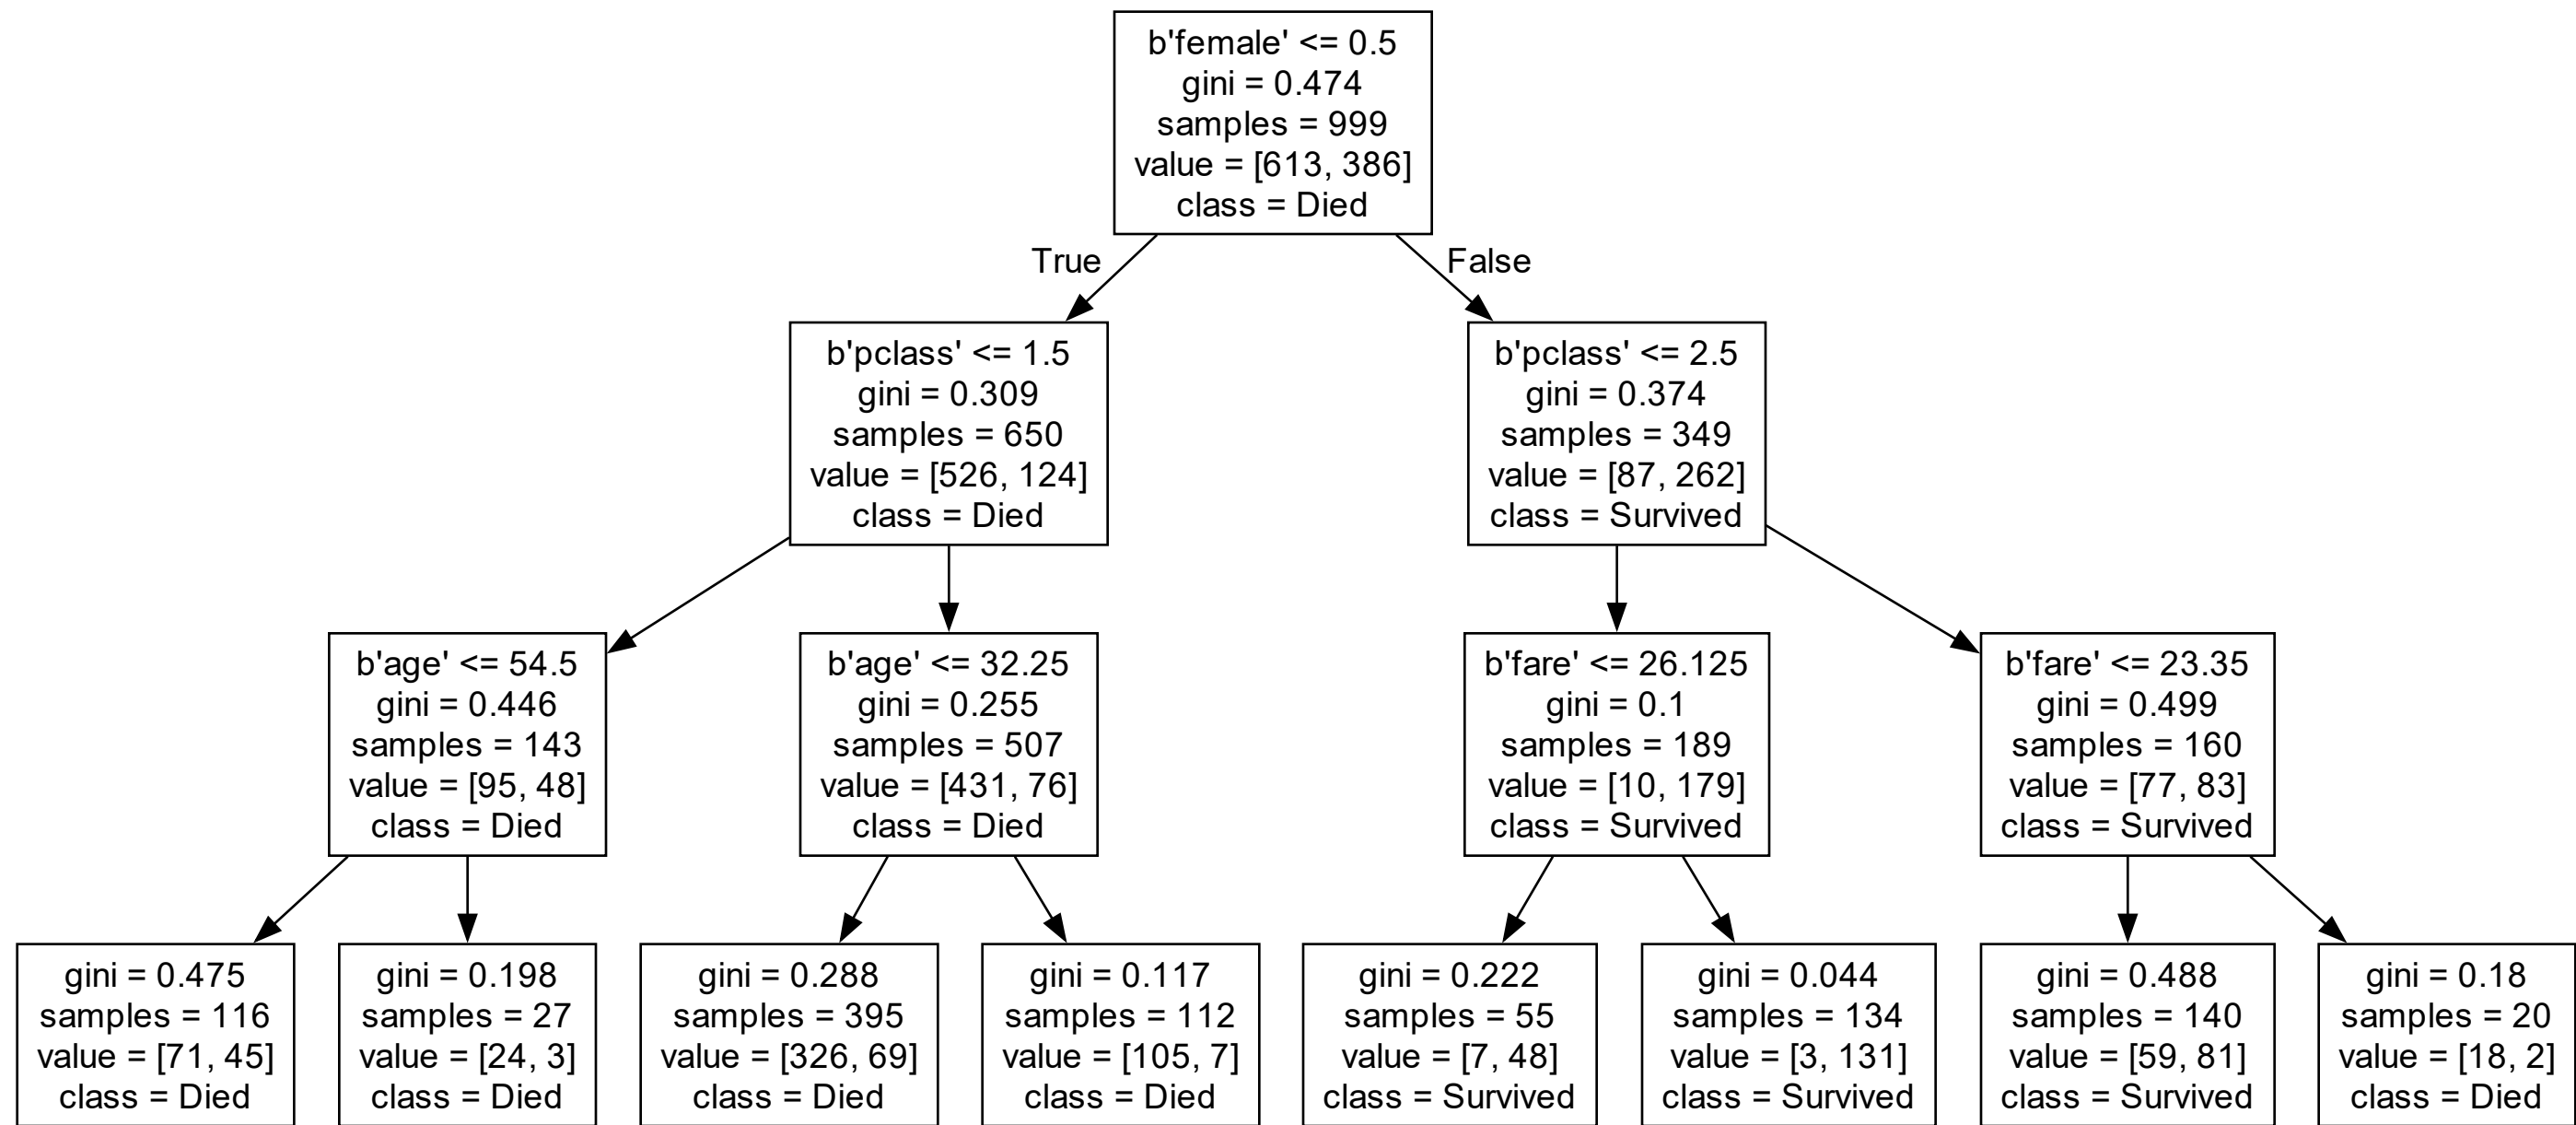 b'female' <= 0.5
gini = 0.474
samples = 999
value = [613, 386]
class = Died
True
False
b'pclass' <= 1.5
gini = 0.309
samples = 650
value = [526, 124]
class = Died
b'pclass' <= 2.5
gini = 0.374
samples = 349
value = [87, 262]
class = Survived
b'age' <= 54.5
gini = 0.446
samples = 143
value = [95, 48]
class = Died
b'age' <= 32.25
gini = 0.255
samples = 507
value = [431, 76]
class = Died
b'fare' <= 26.125
gini = 0.1
samples = 189
value = [10, 179]
class = Survived
b'fare' <= 23.35
gini = 0.499
samples = 160
value = [77, 83]
class = Survived
gini = 0.475
samples = 116
value = [71, 45]
class = Died
gini = 0.198
samples = 27
value = [24, 3]
class = Died
gini = 0.288
samples = 395
value = [326, 69]
class = Died
gini = 0.117
samples = 112
value = [105, 7]
class = Died
gini = 0.222
samples = 55
value = [7, 48]
class = Survived
gini = 0.044
samples = 134
value = [3, 131]
class = Survived
gini = 0.488
samples = 140
value = [59, 81]
class = Survived
gini = 0.18
samples = 20
value = [18, 2]
class = Died